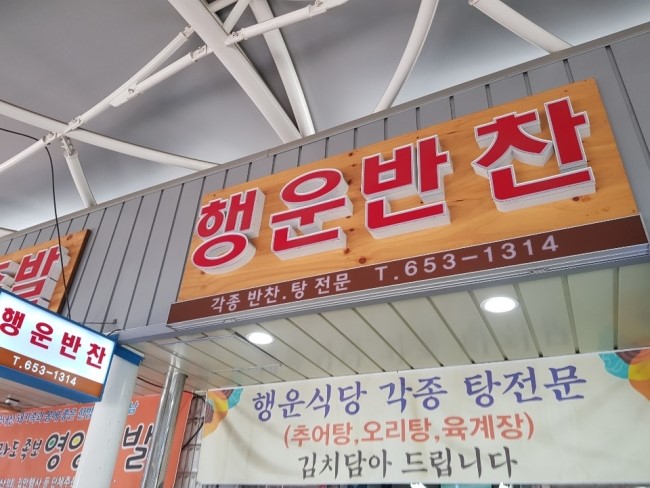 행운반찬
각종 반찬.탕 전문 T.653-1314
행운반찬
T.653-1314
행운식당 각종 탕전문
(추어탕,오리탕,육계장)
김치담아 드립니다
족발